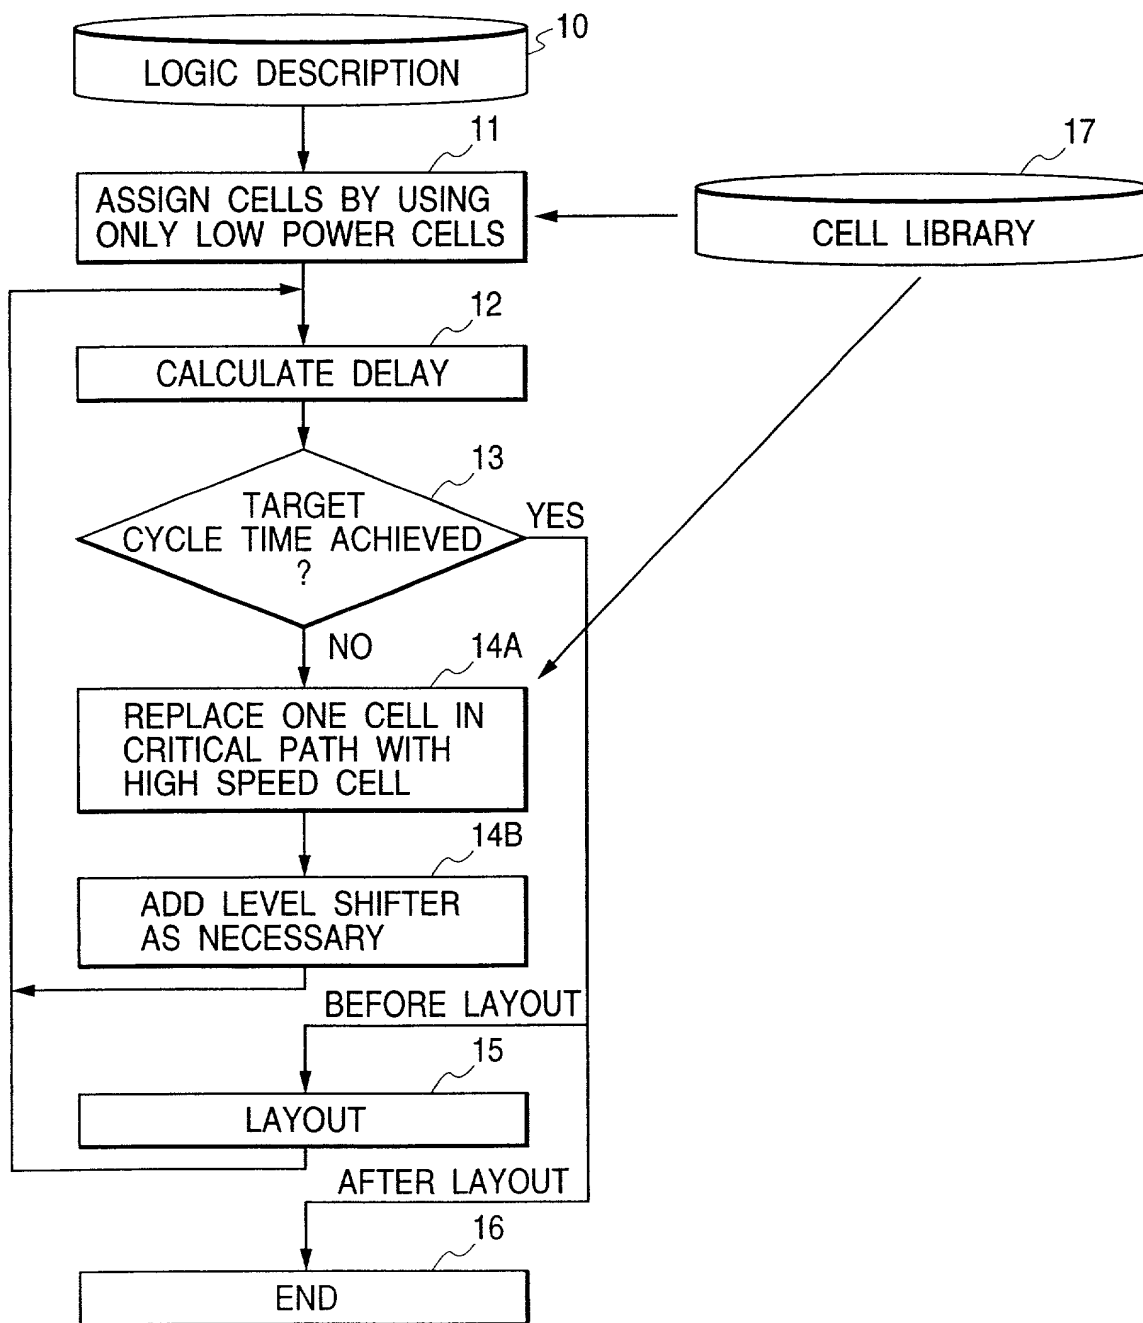 10
LOGIC DESCRIPTION
11
ASSIGN CELLS BY USING
ONLY LOW POWER CELLS
17
CELL LIBRARY
12
CALCULATE DELAY
13
TARGET
CYCLE TIME ACHIEVED
?
YES
NO
14A
REPLACE ONE CELL IN
CRITICAL PATH WITH
HIGH SPEED CELL
14B
ADD LEVEL SHIFTER
AS NECESSARY
BEFORE LAYOUT
15
LAYOUT
AFTER LAYOUT
16
END